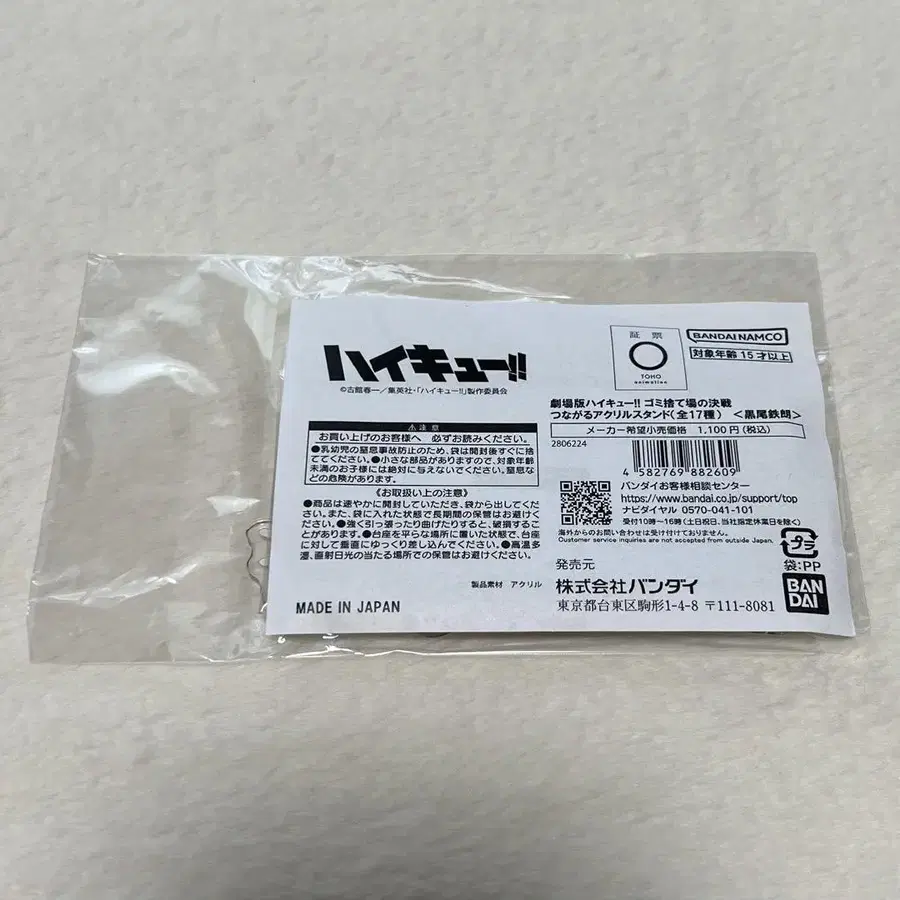 ハイキュー!!
©古舘春一／集英社・「ハイキュー!!」製作委員会
⚠注意
お買い上げのお客様へ 必ずお読みください。
●乳幼児の窒息事故防止のため、袋は開封後すぐに捨
ててください。●小さな部品がありますので、対象年齢
未満のお子様には絶対に与えないでください。窒息な
どの危険があります。
《お取扱い上の注意》
●商品は速やかに開封していただき、袋から出してくださ
い。また、袋に入れた状態で長期間の保管はお避けくだ
さい。●強く引っ張ったり曲げたりすると、破損するこ
とがあります。●台座を平らな場所に置いた状態で、台座
に対して垂直にゆっくり差し込んでください。●高温多
湿、直射日光の当たる場所での保管はお避けください。
製品素材 アクリル
MADE IN JAPAN
証票
TOHO
animation
BANDAI NAMCO
対象年齢 15才以上
劇場版ハイキュー!! ゴミ捨て場の決戦
つながるアクリルスタンド(全17種) <黒尾鉄朗>
メーカー希望小売価格 1,100円(税込)
2806224
4 582769 882609
バンダイお客様相談センター
https://www.bandai.co.jp/support/top
ナビダイヤル 0570-041-101
受付10時～16時(土日祝日、当社指定休業日を除く)
海外からのお問い合わせは受け付けておりません。
Customer service inquiries are not accepted from outside Japan.
プラ
袋:PP
発売元
株式会社バンダイ
東京都台東区駒形1-4-8 〒111-8081
BAN
DAI